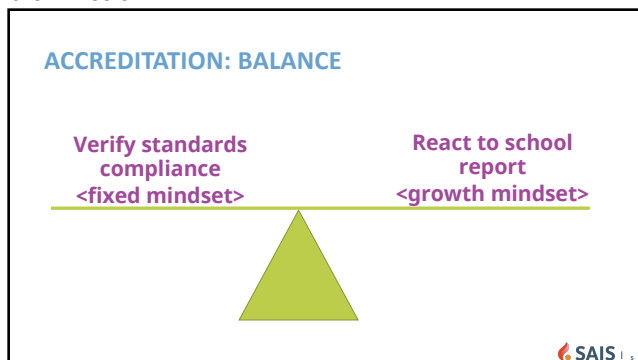 ACCREDITATION: BALANCE
Verify standards
compliance
<fixed mindset>
React to school
report
<growth mindset>
SAIS